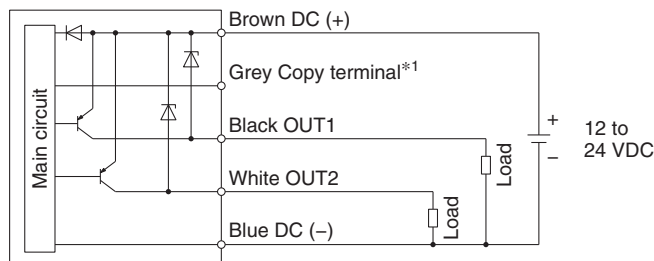 Brown DC (+)
Grey Copy terminal*1
Main circuit
Black OUT1
+
12 to
24 VDC
−
Load
White OUT2
Load
Blue DC (−)